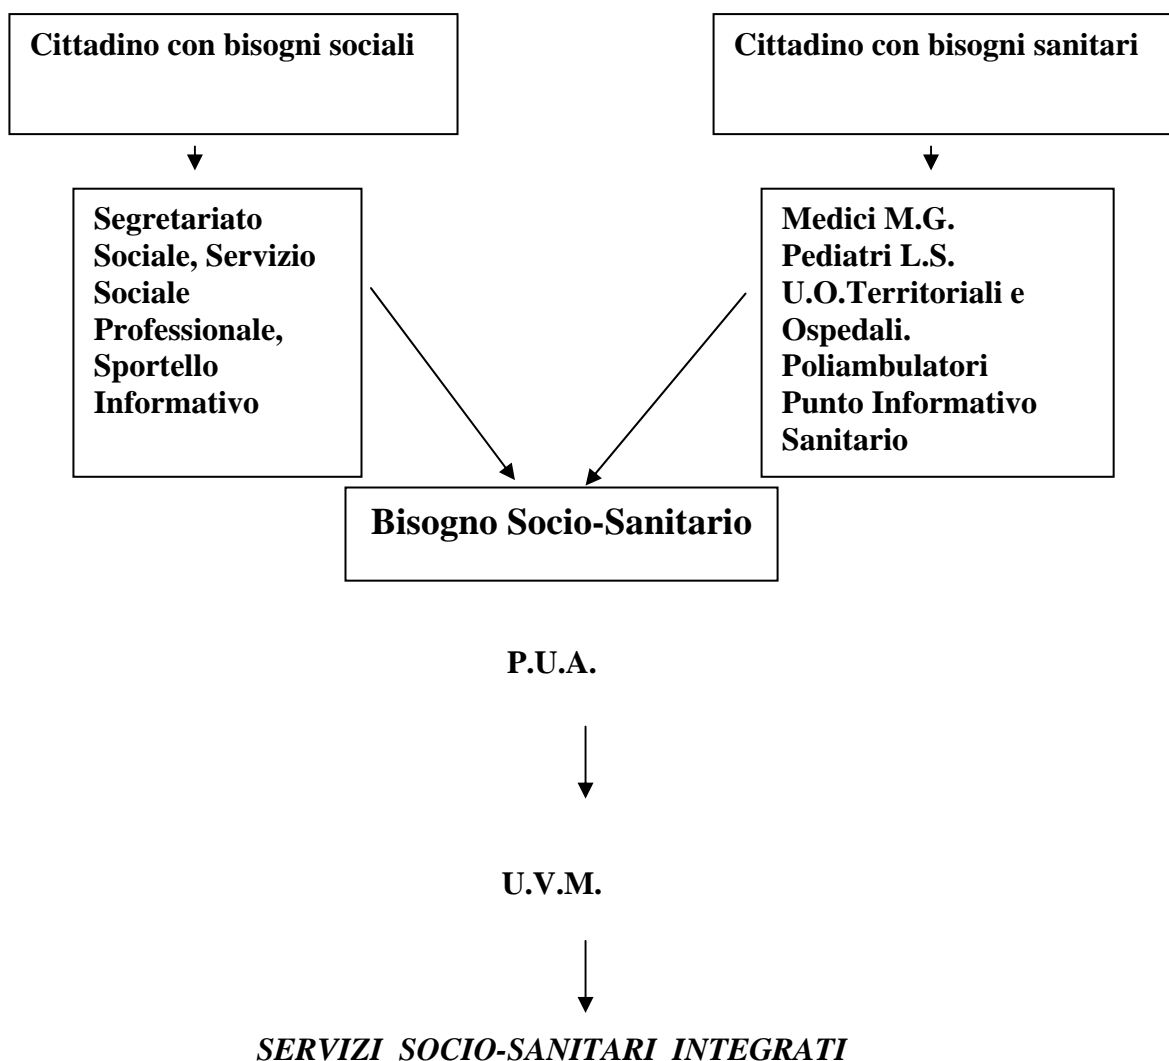 Cittadino con bisogni sociali
Cittadino con bisogni sanitari
Segretariato
Sociale, Servizio
Sociale
Professionale,
Sportello
Informativo
Medici M.G.
Pediatri L.S.
U.O.Territoriali e
Ospedali.
Poliambulatori
Punto Informativo
Sanitario
Bisogno Socio-Sanitario
P.U.A.
U.V.M.
SERVIZI SOCIO-SANITARI INTEGRATI